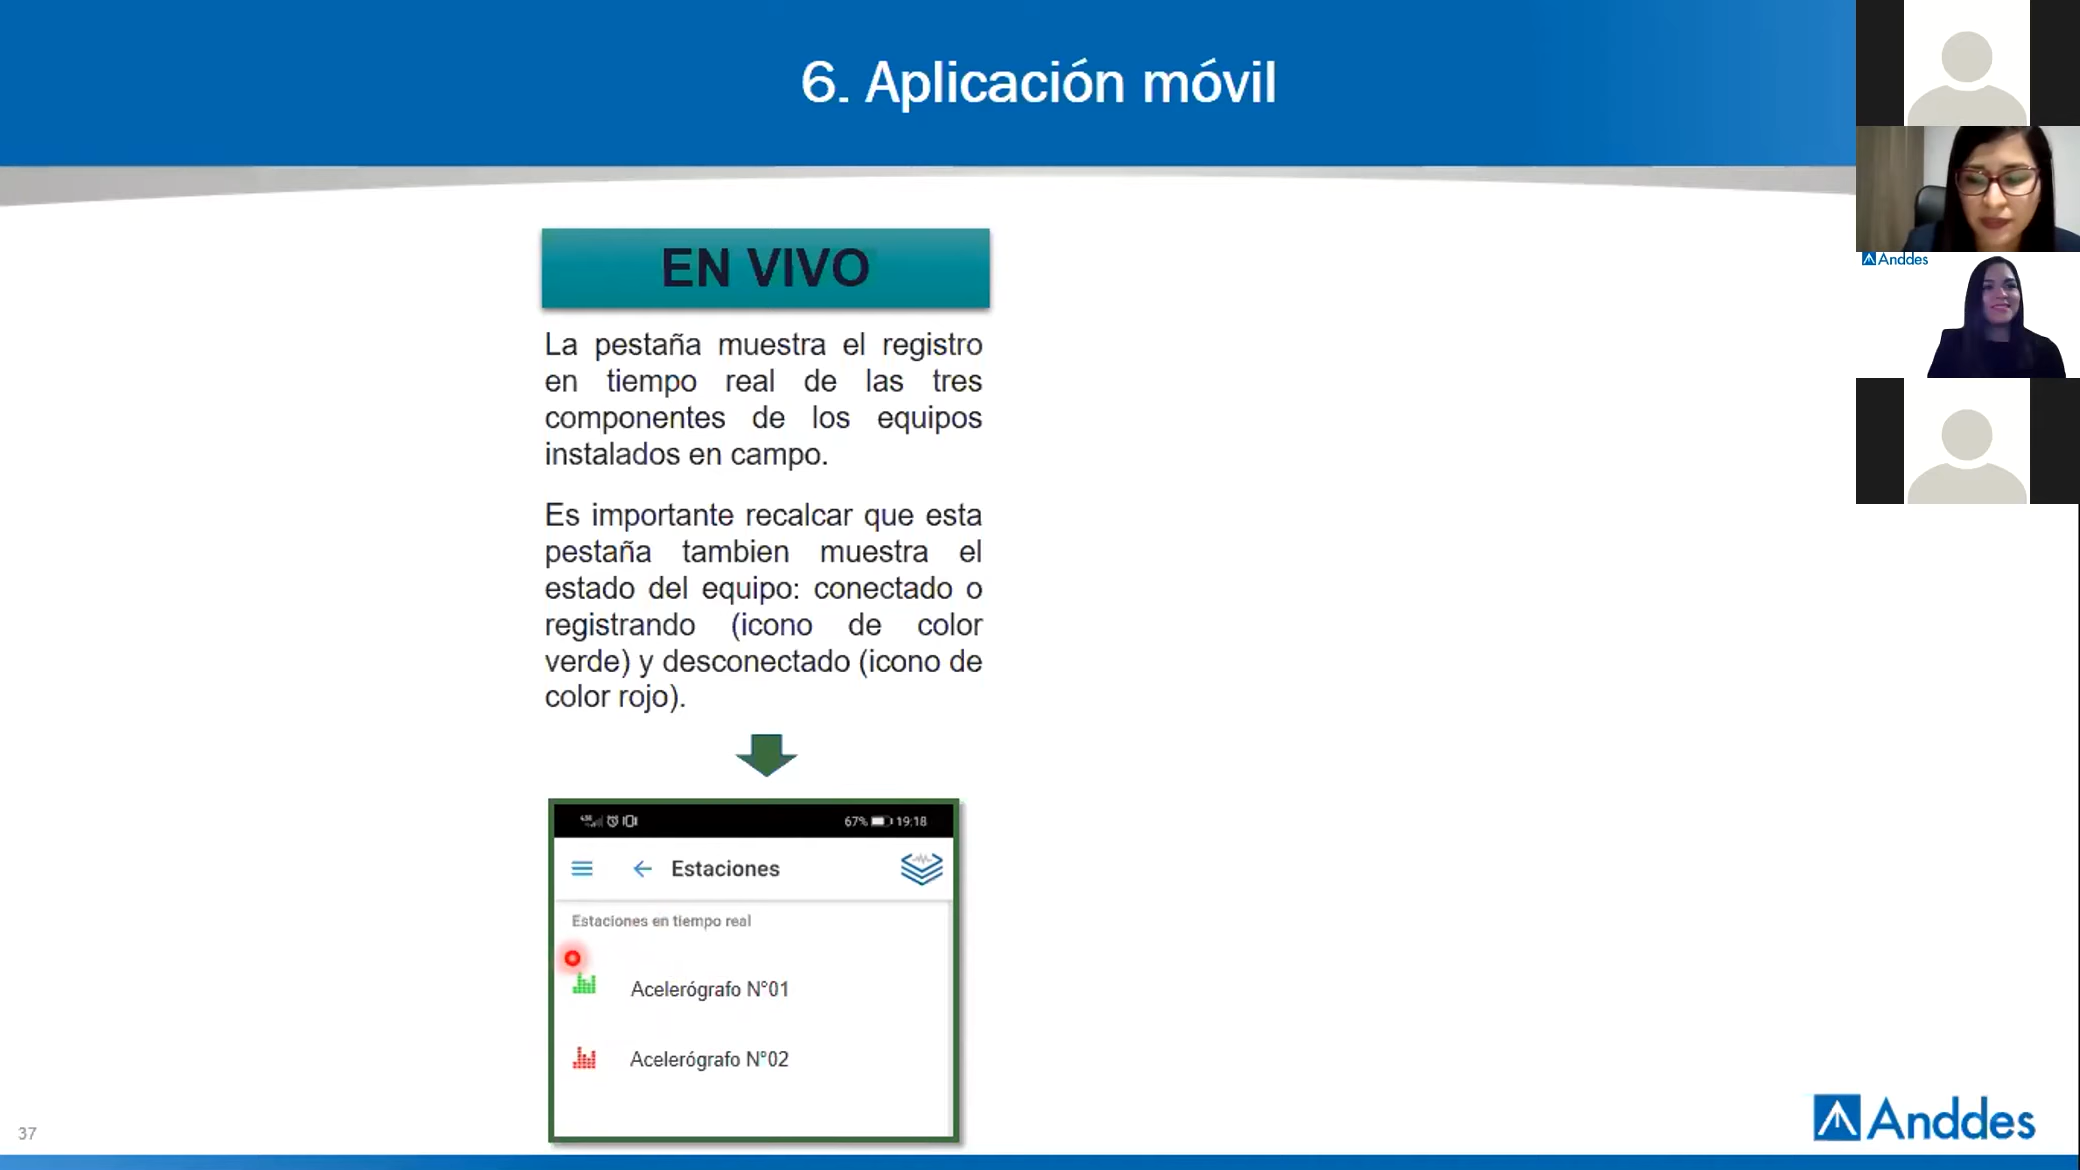 6. Aplicación móvil
Anddes
EN VIVO
La pestaña muestra el registro
en tiempo real de las tres
componentes de los equipos
instalados en campo.
Es importante recalcar que esta
pestaña tambien muestra el
estado del equipo: conectado o
registrando (icono de color
verde) y desconectado (icono de
color rojo).
67% 19:18
Estaciones
Estaciones en tiempo real
Acelerógrafo N°01
Acelerógrafo N°02
37
Anddes